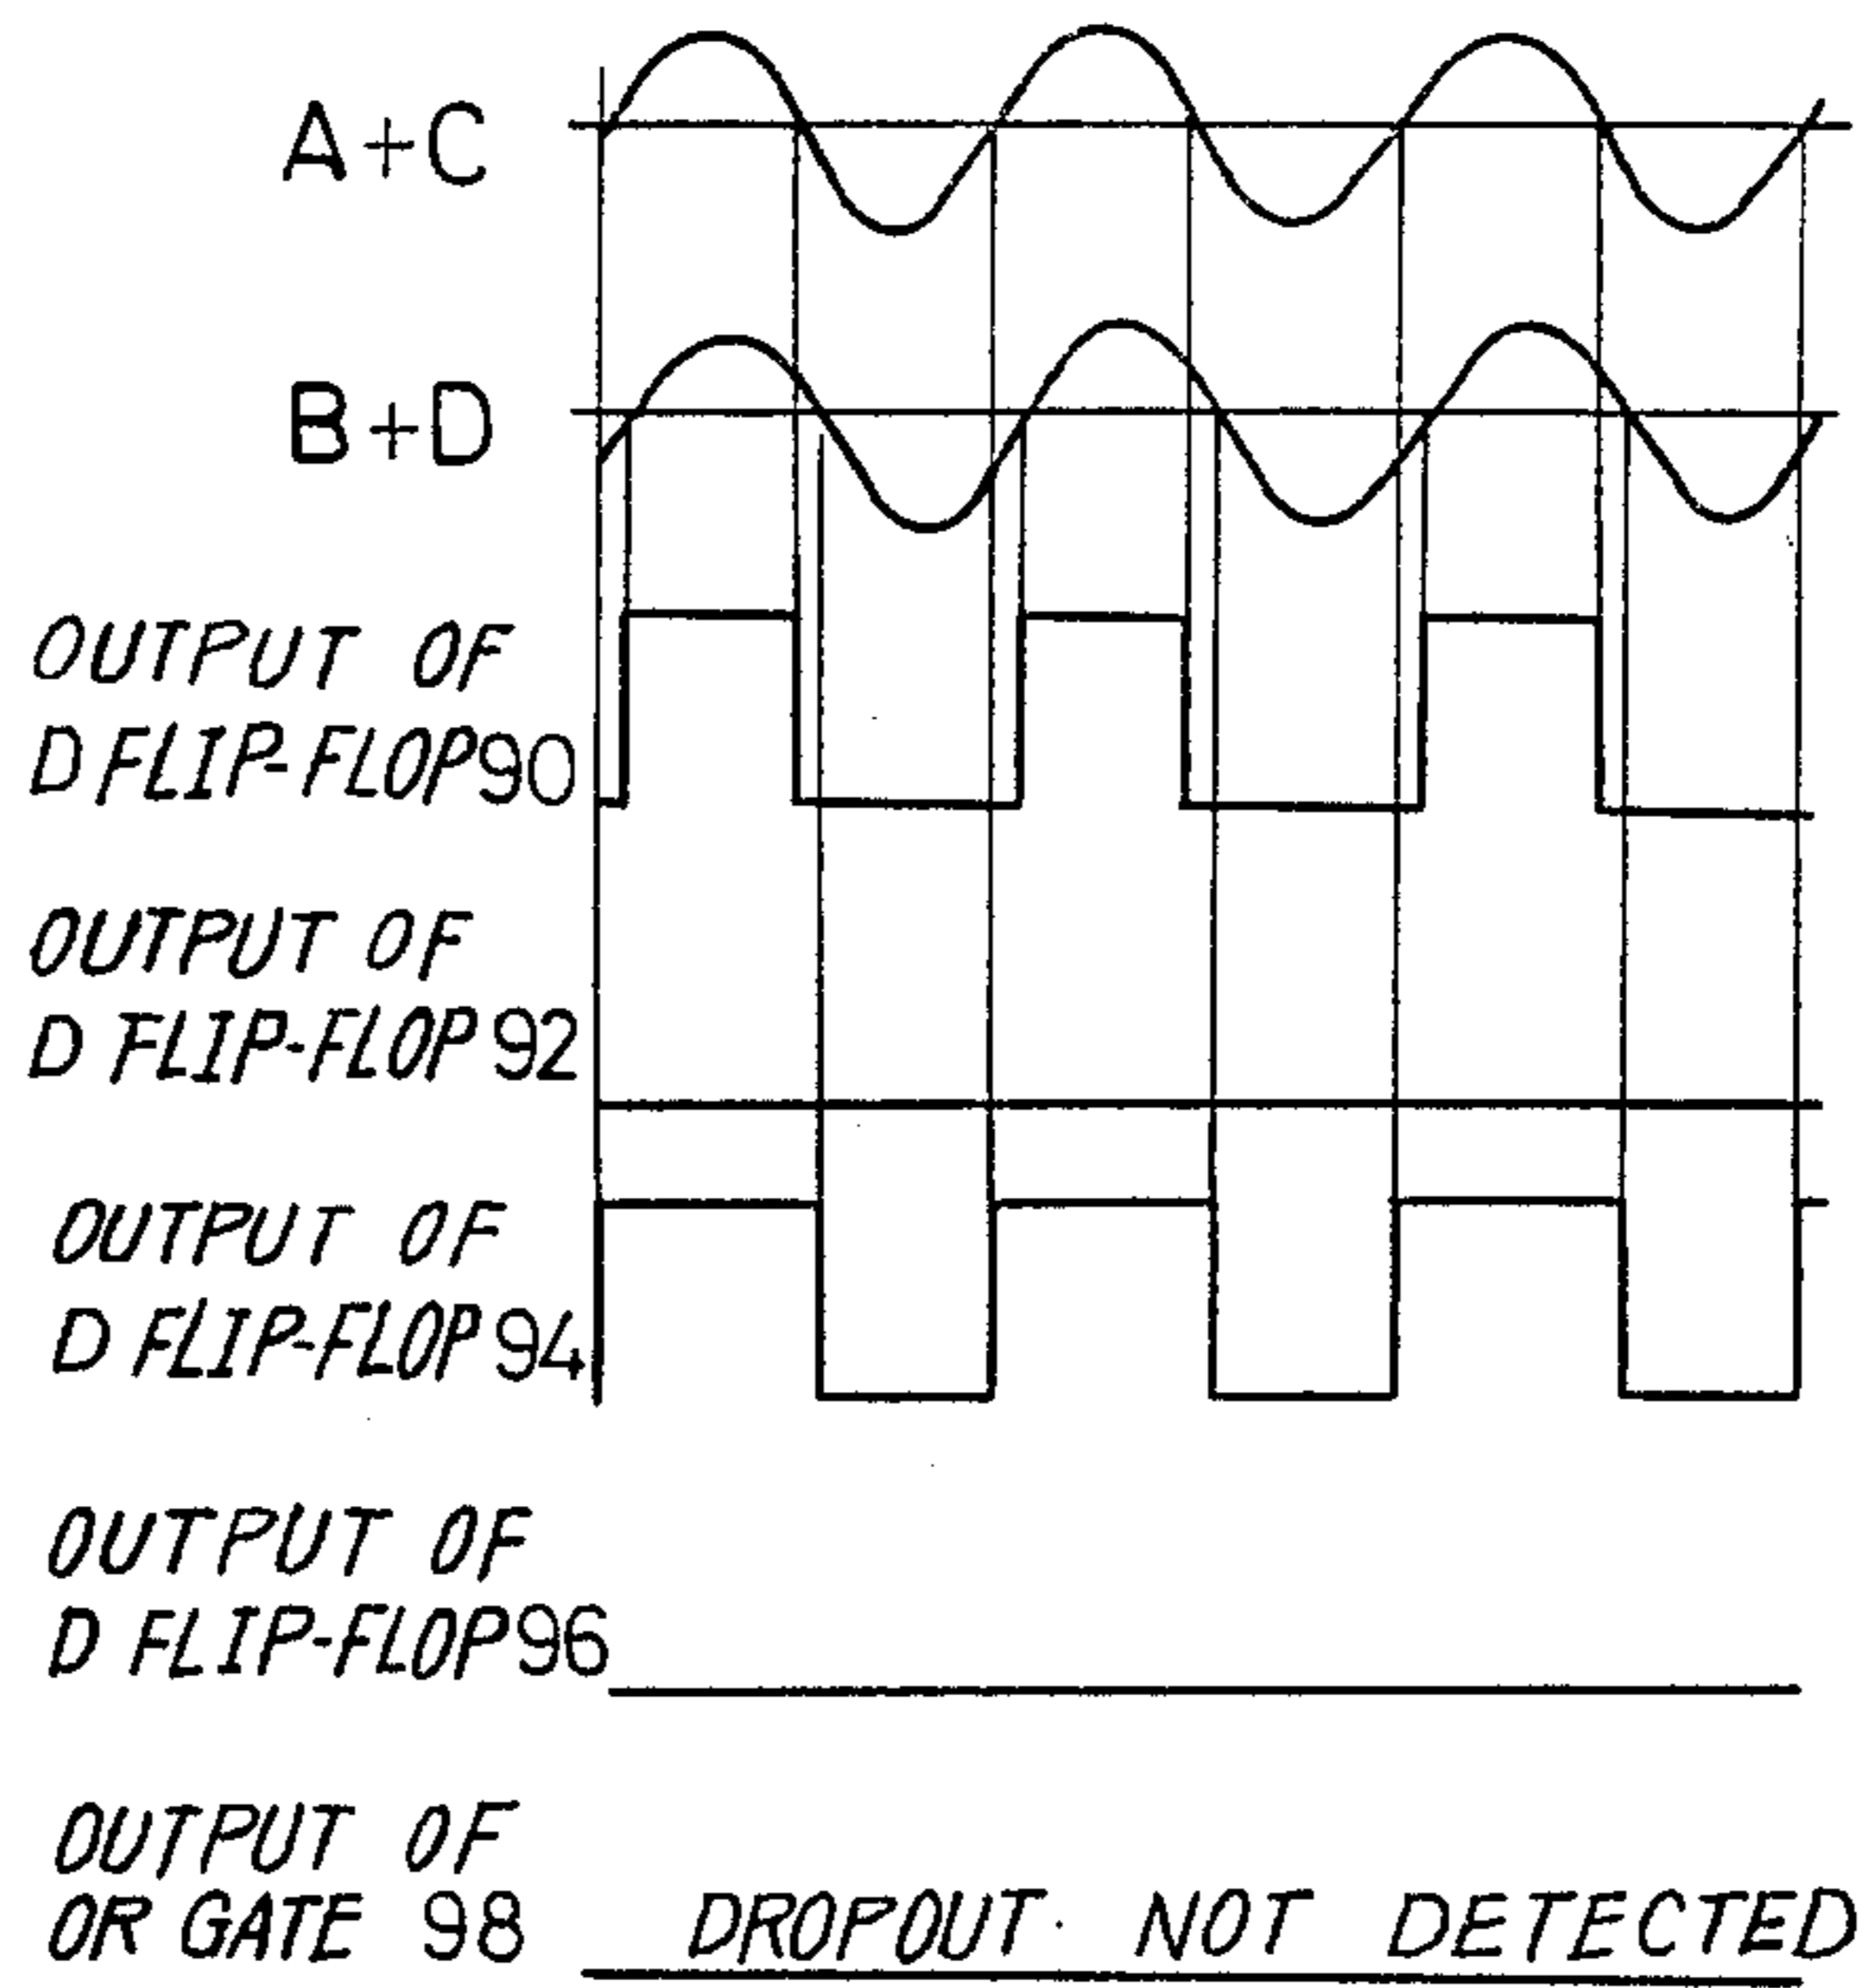 A+C
B+D
OUTPUT OF
D FLIP-FLOP 90
OUTPUT OF
D FLIP-FLOP 92
OUTPUT OF
D FLIP-FLOP 94
OUTPUT OF
D FLIP-FLOP 96
OUTPUT OF
OR GATE 98 DROPOUT NOT DETECTED